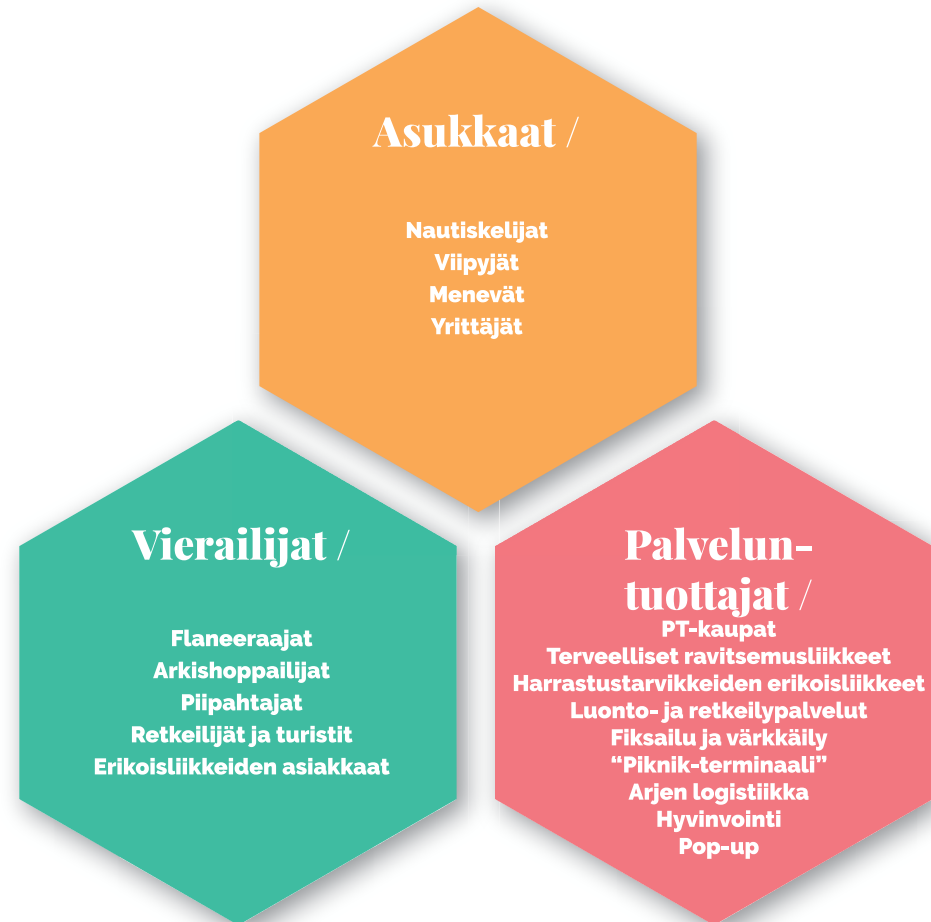 Asukkaat /
Nautiskelijat
Viipyjät
Menevät
Yrittäjät
Vierailijat /
Flaneeraajat
Arkishoppailijat
Piipahtajat
Retkeilijät ja turistit
Erikoisliikkeiden asiakkaat
Palvelun-
tuottajat /
PT-kaupat
Terveelliset ravitsemusliikkeet
Harrastustarvikkeiden erikoisliikkeet
Luonto- ja retkeilypalvelut
Fiksailu ja värkkäily
“Piknik-terminaali”
Arjen logistiikka
Hyvinvointi
Pop-up